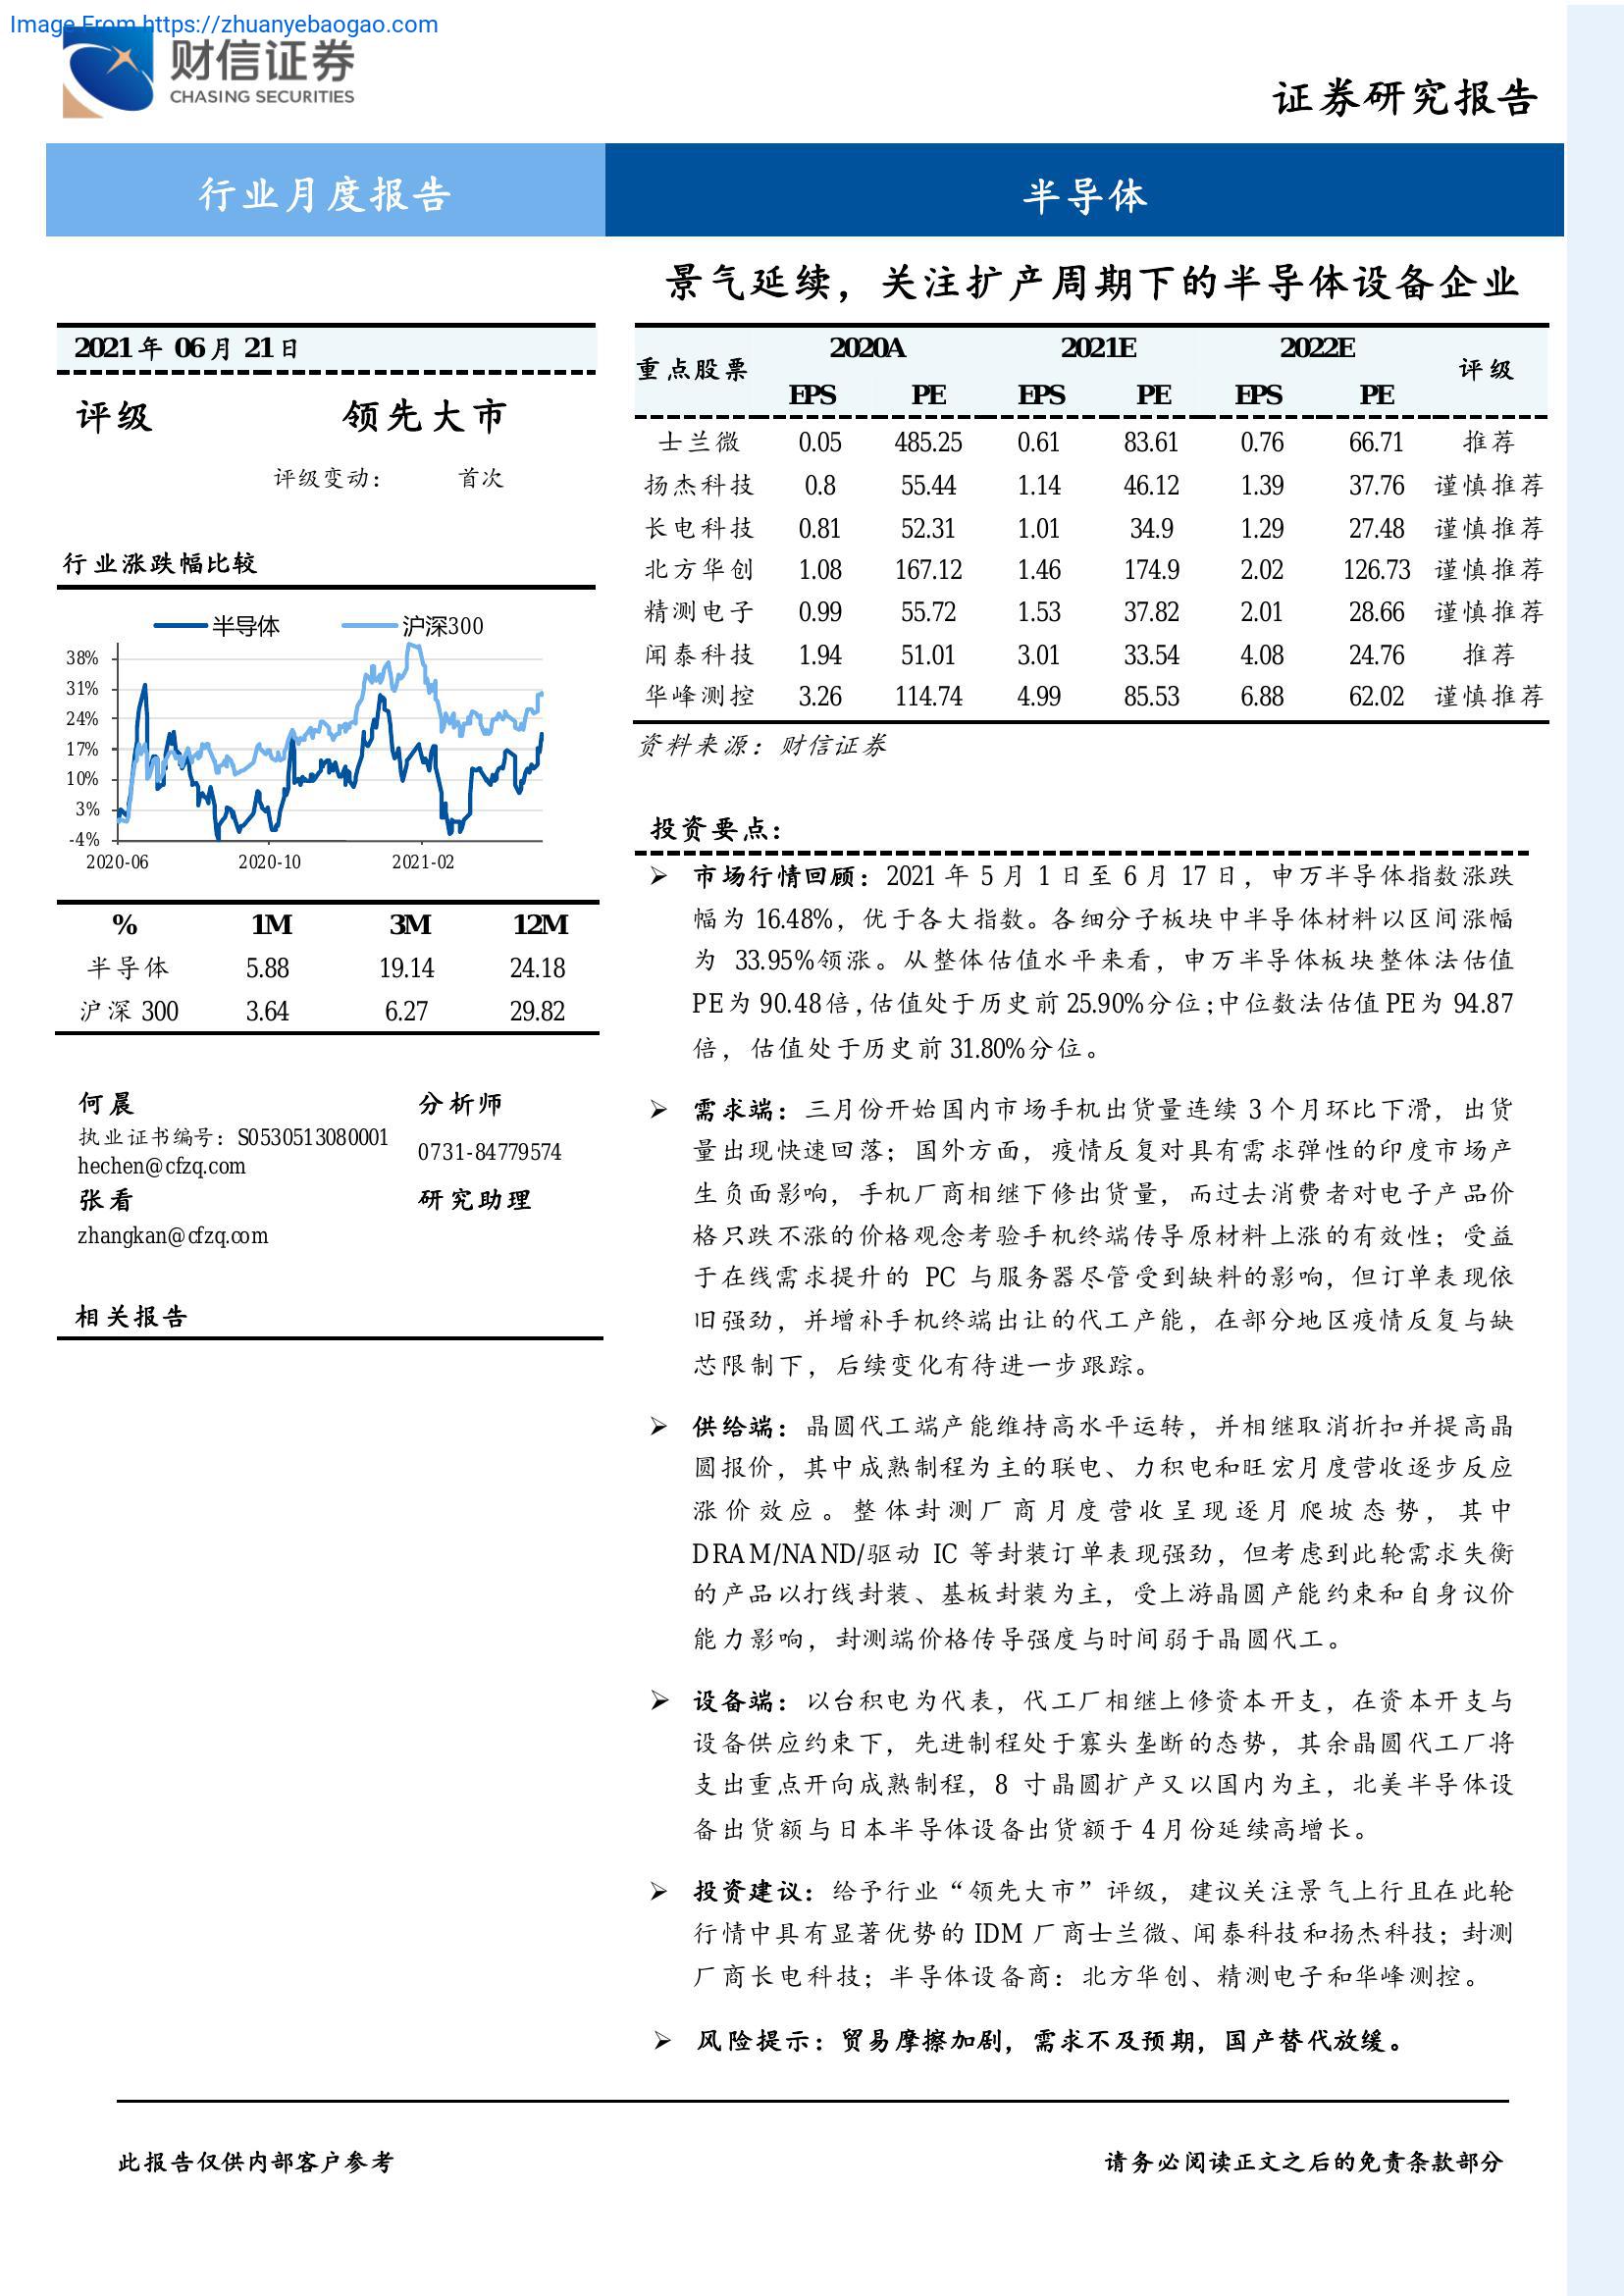 Image From https://zhuanyebaogao.com
财信证券
CHASING SECURITIES
证券研究报告
行业月度报告
半导体
景气延续，关注扩产周期下的半导体设备企业
2021 年 06 月 21 日
评级 领先大市
评级变动： 首次
行业涨跌幅比较
半导体 沪深300
38%
31%
24%
17%
10%
3%
-4%
2020-06 2020-10 2021-02
% 1M 3M 12M
半导体 5.88 19.14 24.18
沪深 300 3.64 6.27 29.82
何晨 分析师
执业证书编号：S0530513080001 0731-84779574
hechen@cfzq.com
张看 研究助理
zhangkan@cfzq.com
相关报告
重点股票 2020A 2021E 2022E 评级
EPS PE EPS PE EPS PE
士兰微 0.05 485.25 0.61 83.61 0.76 66.71 推荐
扬杰科技 0.8 55.44 1.14 46.12 1.39 37.76 谨慎推荐
长电科技 0.81 52.31 1.01 34.9 1.29 27.48 谨慎推荐
北方华创 1.08 167.12 1.46 174.9 2.02 126.73 谨慎推荐
精测电子 0.99 55.72 1.53 37.82 2.01 28.66 谨慎推荐
闻泰科技 1.94 51.01 3.01 33.54 4.08 24.76 推荐
华峰测控 3.26 114.74 4.99 85.53 6.88 62.02 谨慎推荐
资料来源：财信证券
投资要点：
➢ 市场行情回顾：2021 年 5 月 1 日至 6 月 17 日，申万半导体指数涨跌
幅为 16.48%，优于各大指数。各细分子板块中半导体材料以区间涨幅
为 33.95%领涨。从整体估值水平来看，申万半导体板块整体法估值
PE 为 90.48 倍，估值处于历史前 25.90%分位；中位数法估值 PE 为 94.87
倍，估值处于历史前 31.80%分位。
➢ 需求端：三月份开始国内市场手机出货量连续 3 个月环比下滑，出货
量出现快速回落；国外方面，疫情反复对具有需求弹性的印度市场产
生负面影响，手机厂商相继下修出货量，而过去消费者对电子产品价
格只跌不涨的价格观念考验手机终端传导原材料上涨的有效性；受益
于在线需求提升的 PC 与服务器尽管受到缺料的影响，但订单表现依
旧强劲，并增补手机终端出让的代工产能，在部分地区疫情反复与缺
芯限制下，后续变化有待进一步跟踪。
➢ 供给端：晶圆代工端产能维持高水平运转，并相继取消折扣并提高晶
圆报价，其中成熟制程为主的联电、力积电和旺宏月度营收逐步反应
涨价效应。整体封测厂商月度营收呈现逐月爬坡态势，其中
DRAM/NAND/驱动 IC 等封装订单表现强劲，但考虑到此轮需求失衡
的产品以打线封装、基板封装为主，受上游晶圆产能约束和自身议价
能力影响，封测端价格传导强度与时间弱于晶圆代工。
➢ 设备端：以台积电为代表，代工厂相继上修资本开支，在资本开支与
设备供应约束下，先进制程处于寡头垄断的态势，其余晶圆代工厂将
支出重点开向成熟制程，8 寸晶圆扩产又以国内为主，北美半导体设
备出货额与日本半导体设备出货额于 4 月份延续高增长。
➢ 投资建议：给予行业“领先大市”评级，建议关注景气上行且在此轮
行情中具有显著优势的 IDM 厂商士兰微、闻泰科技和扬杰科技；封测
厂商长电科技；半导体设备商：北方华创、精测电子和华峰测控。
➢ 风险提示：贸易摩擦加剧，需求不及预期，国产替代放缓。
此报告仅供内部客户参考
请务必阅读正文之后的免责条款部分